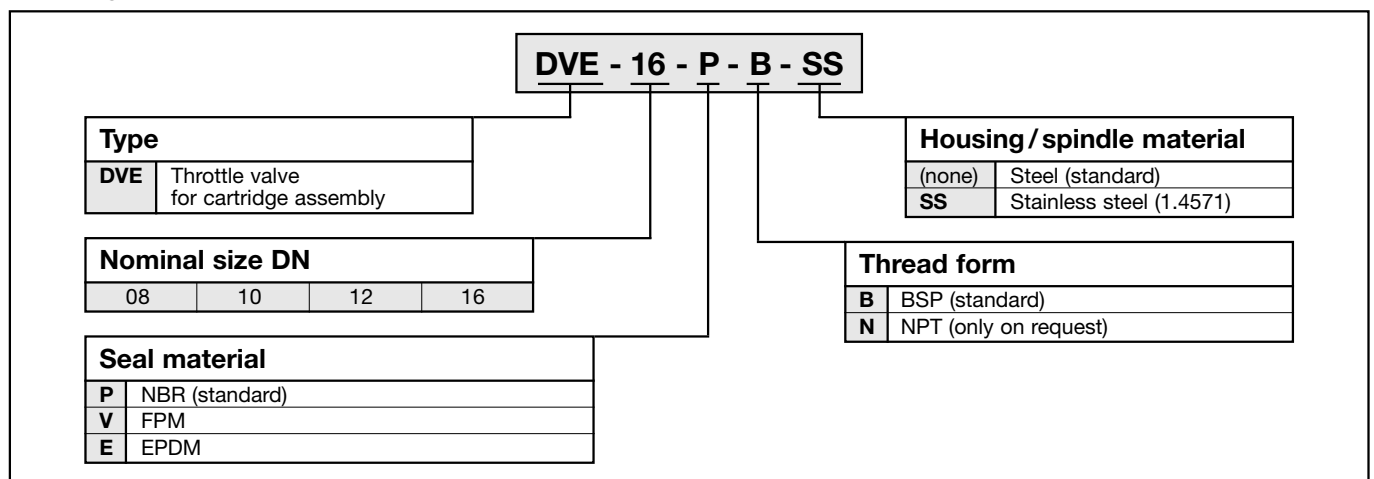 DVE - 16 - P - B - SS
Type
DVE Throttle valve
for cartridge assembly
Nominal size DN
08 10 12 16
Seal material
P NBR (standard)
V FPM
E EPDM
Housing / spindle material
(none) Steel (standard)
SS Stainless steel (1.4571)
Thread form
B BSP (standard)
N NPT (only on request)